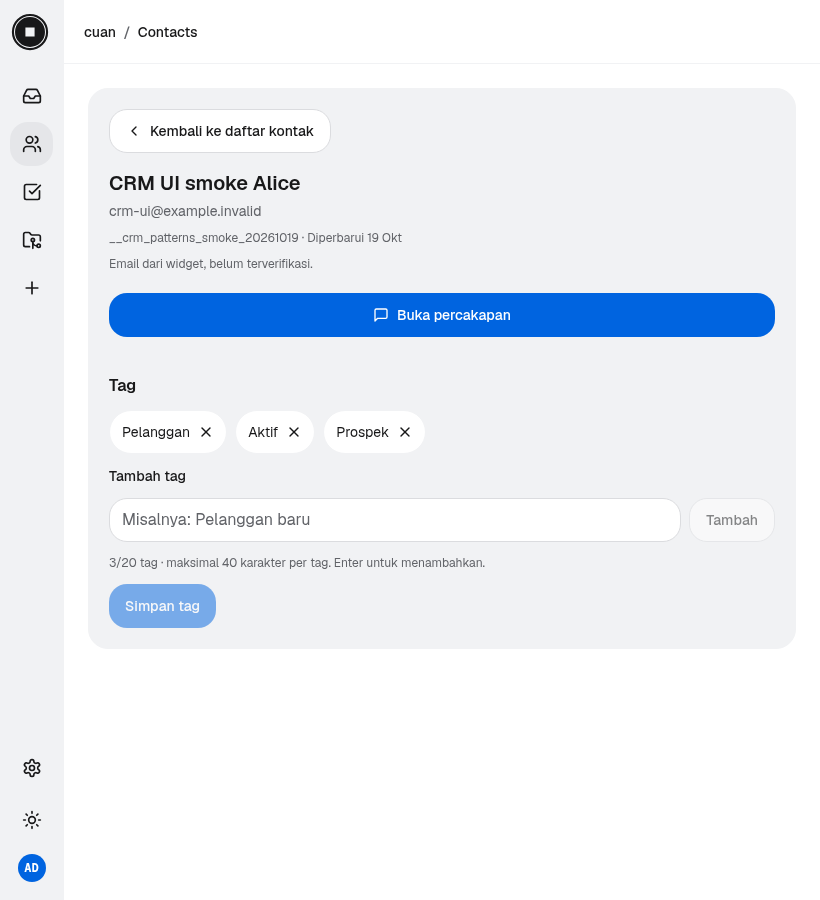 cuan / Contacts
Kembali ke daftar kontak
CRM UI smoke Alice
crm-ui@example.invalid
__crm_patterns_smoke_20261019 · Diperbarui 19 Okt
Email dari widget, belum terverifikasi.
Buka percakapan
Tag
Pelanggan Aktif Prospek
Tambah tag
Misalnya: Pelanggan baru Tambah
3/20 tag · maksimal 40 karakter per tag. Enter untuk menambahkan.
Simpan tag
AD